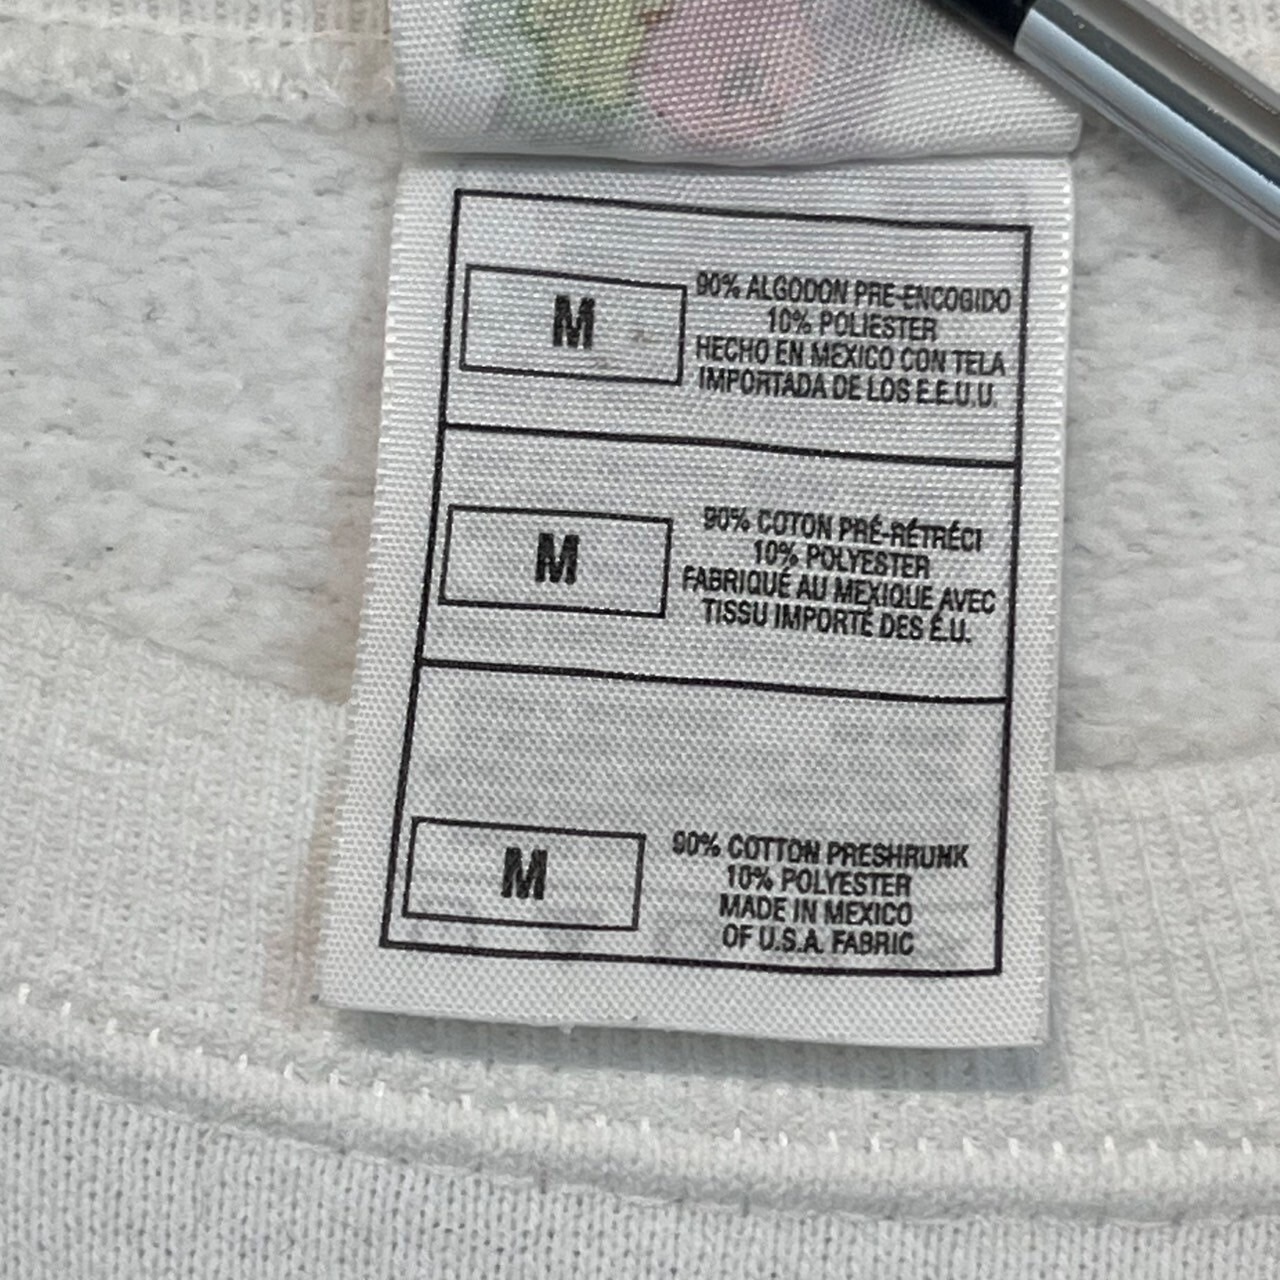 M
90% ALGODON PRE-ENCOGIDO
10% POLIESTER
HECHO EN MEXICO CON TELA
IMPORTADA DE LOS E.E.U.U.
M
90% COTON PRÉ-RÉTRÉCI
10% POLYESTER
FABRIQUÉ AU MEXIQUE AVEC
TISSU IMPORTÉ DES É.U.
M
90% COTTON PRESHRUNK
10% POLYESTER
MADE IN MEXICO
OF U.S.A. FABRIC